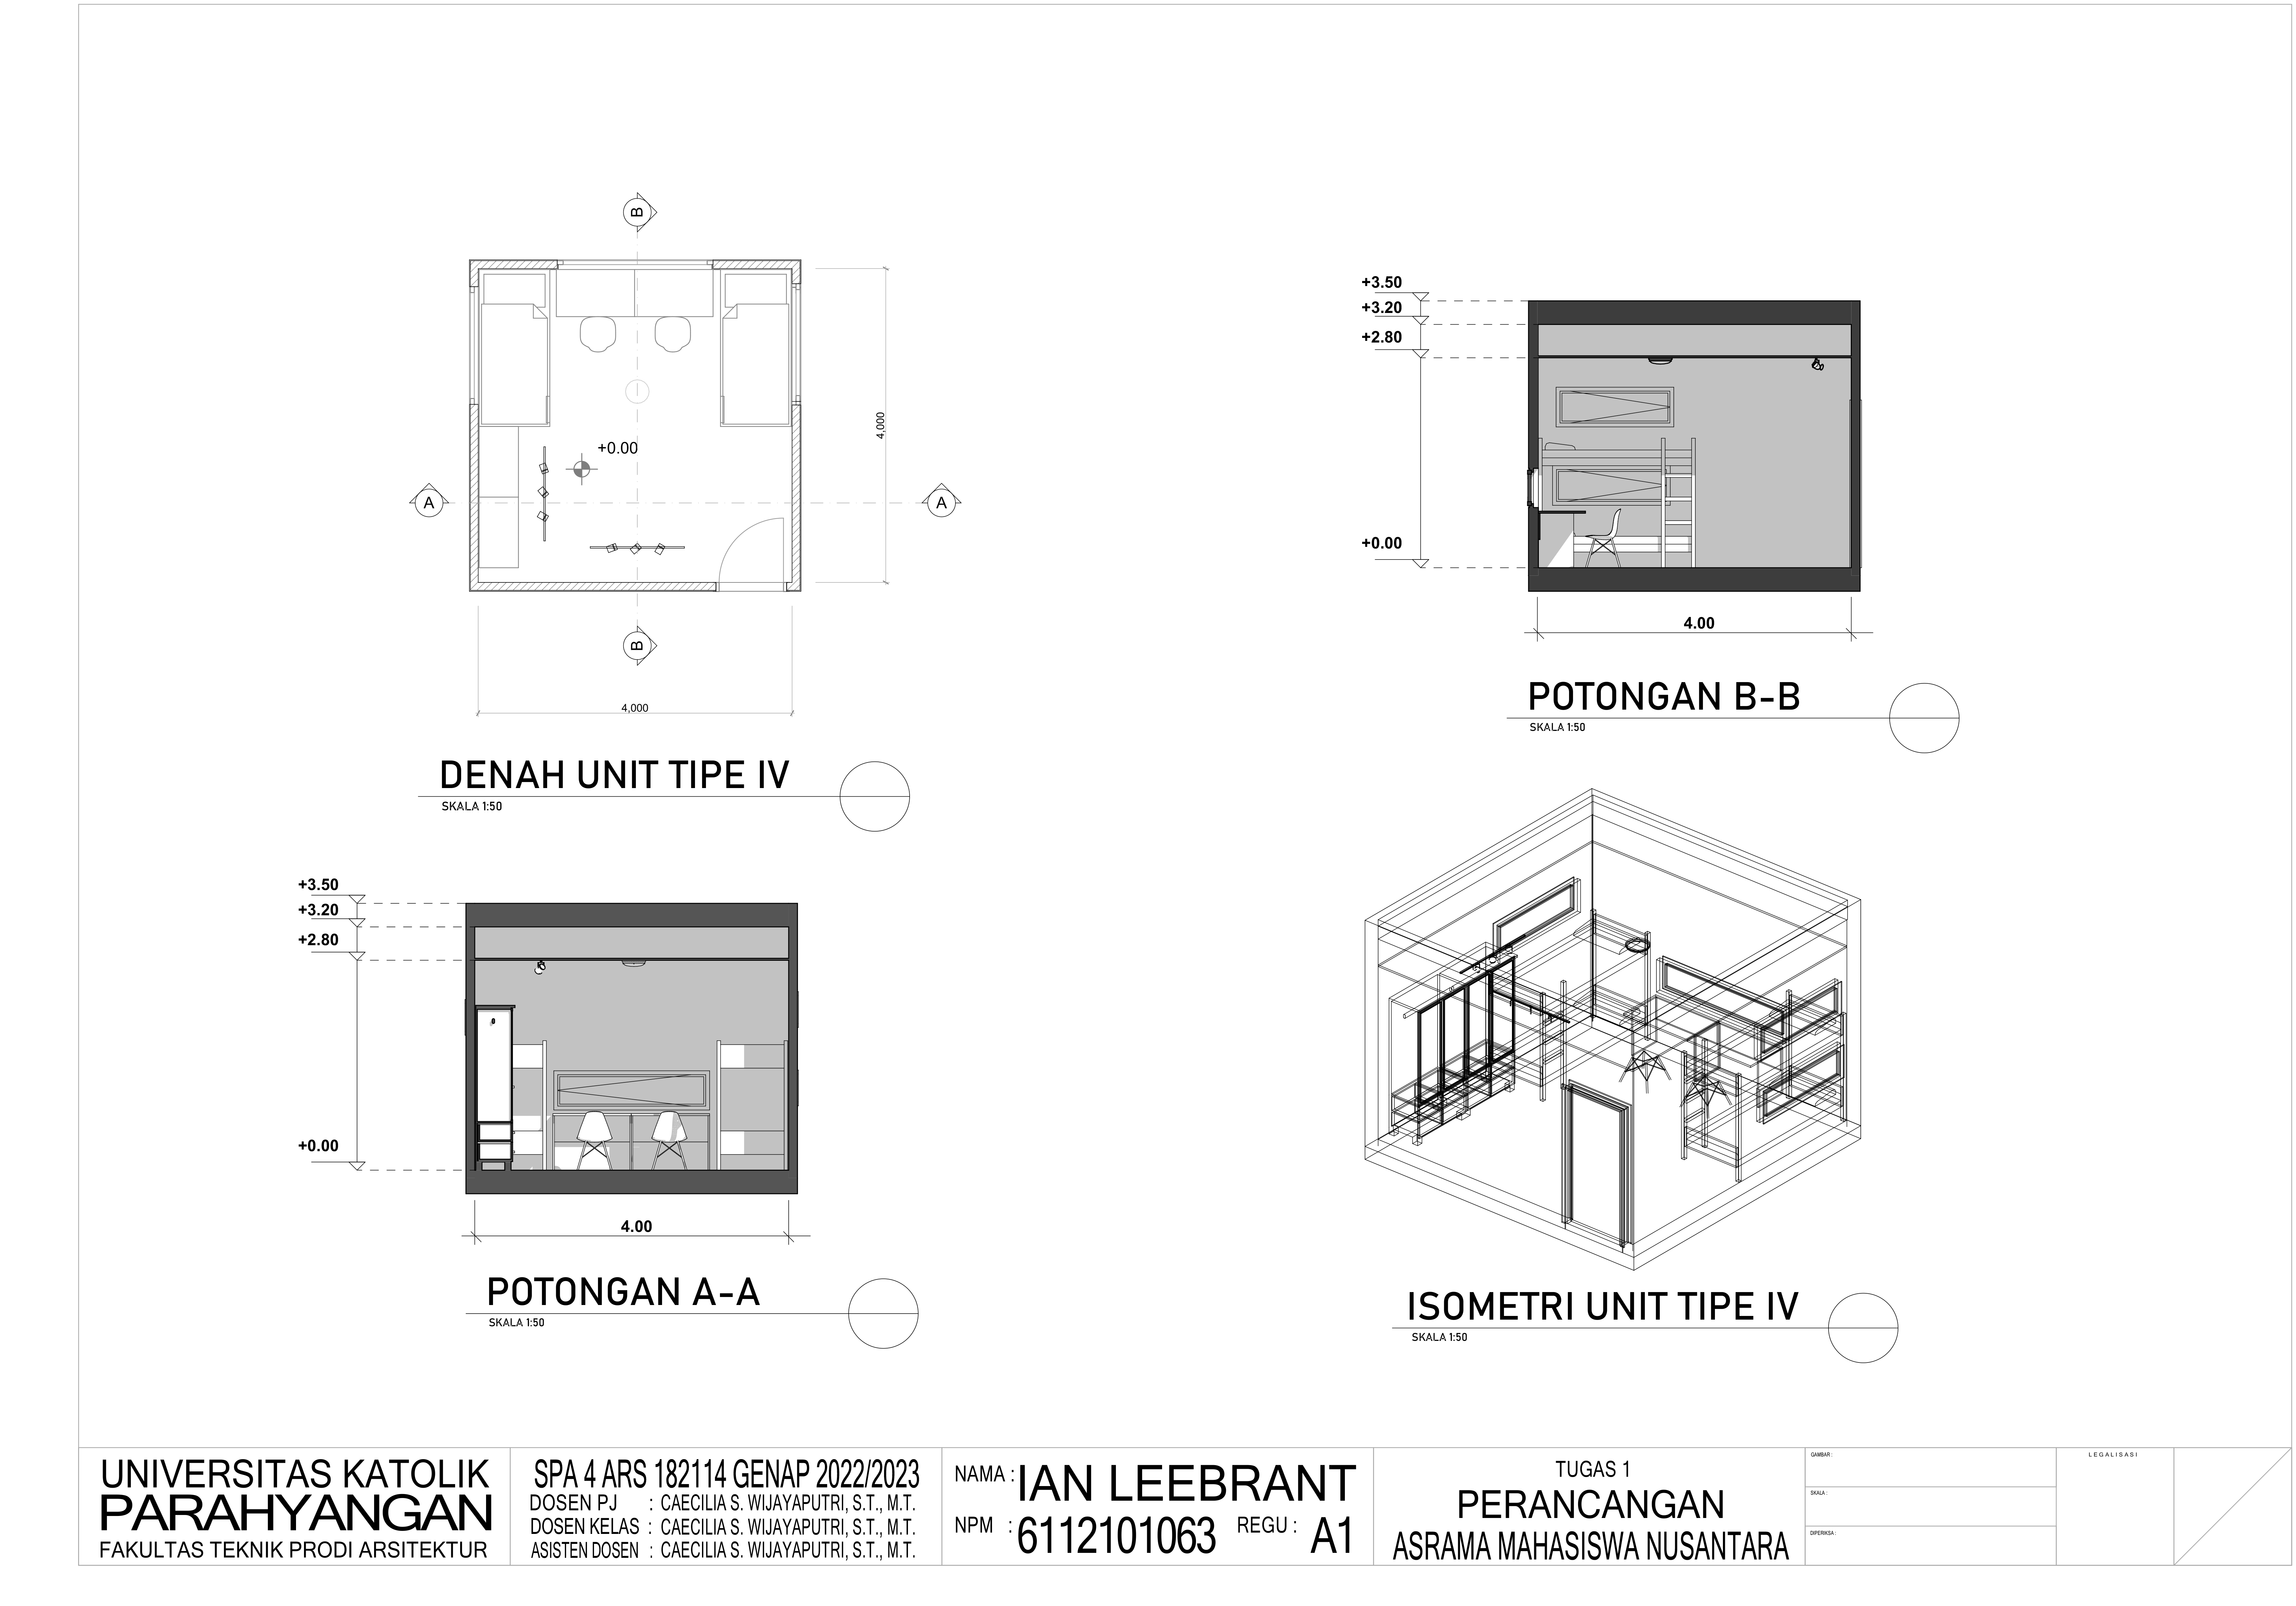 B
+0.00
A
A
4,000
B
4,000
DENAH UNIT TIPE IV
SKALA 1:50
+3.50
+3.20
+2.80
+0.00
4.00
POTONGAN B-B
SKALA 1:50
+3.50
+3.20
+2.80
+0.00
4.00
POTONGAN A-A
SKALA 1:50
ISOMETRI UNIT TIPE IV
SKALA 1:50
UNIVERSITAS KATOLIK
PARAHYANGAN
FAKULTAS TEKNIK PRODI ARSITEKTUR
SPA 4 ARS 182114 GENAP 2022/2023
DOSEN PJ : CAECILIA S. WIJAYAPUTRI, S.T., M.T.
DOSEN KELAS : CAECILIA S. WIJAYAPUTRI, S.T., M.T.
ASISTEN DOSEN : CAECILIA S. WIJAYAPUTRI, S.T., M.T.
NAMA : IAN LEEBRANT
NPM : 6112101063 REGU : A1
TUGAS 1
PERANCANGAN
ASRAMA MAHASISWA NUSANTARA
GAMBAR :
SKALA :
DIPERIKSA :
LEGALISASI